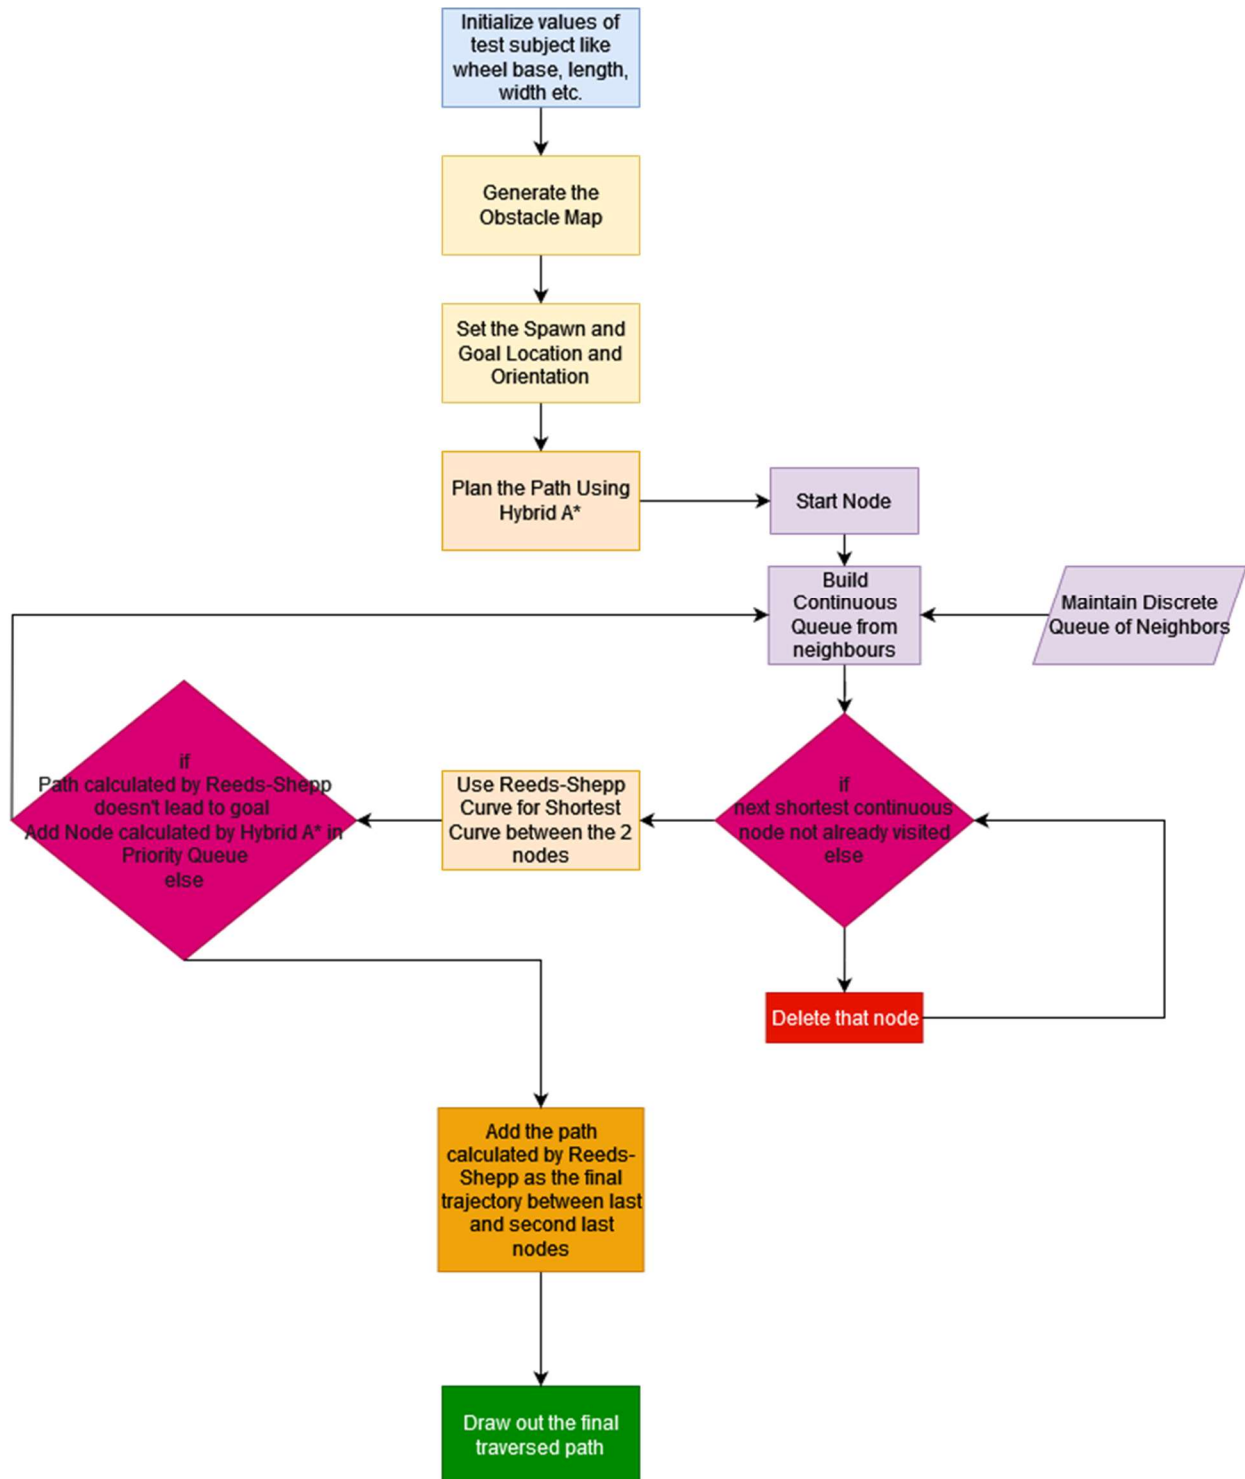 Initialize values of
test subject like
wheel base, length,
width etc.
Generate the
Obstacle Map
Set the Spawn and
Goal Location and
Orientation
Plan the Path Using
Hybrid A*
Start Node
Build
Continuous
Queue from
neighbours
Maintain Discrete
Queue of Neighbors
if
next shortest continuous
node not already visited
else
Delete that node
Use Reeds-Shepp
Curve for Shortest
Curve between the 2
nodes
if
Path calculated by Reeds-Shepp
doesn't lead to goal
Add Node calculated by Hybrid A* in
Priority Queue
else
Add the path
calculated by Reeds-
Shepp as the final
trajectory between last
and second last
nodes
Draw out the final
traversed path